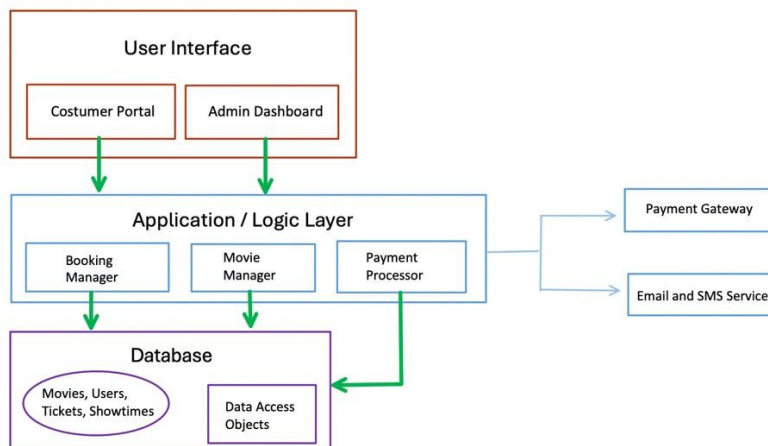 User Interface
Costumer Portal
Admin Dashboard
Application / Logic Layer
Booking
Manager
Movie
Manager
Payment
Processor
Payment Gateway
Email and SMS Service
Database
Movies, Users,
Tickets, Showtimes
Data Access
Objects